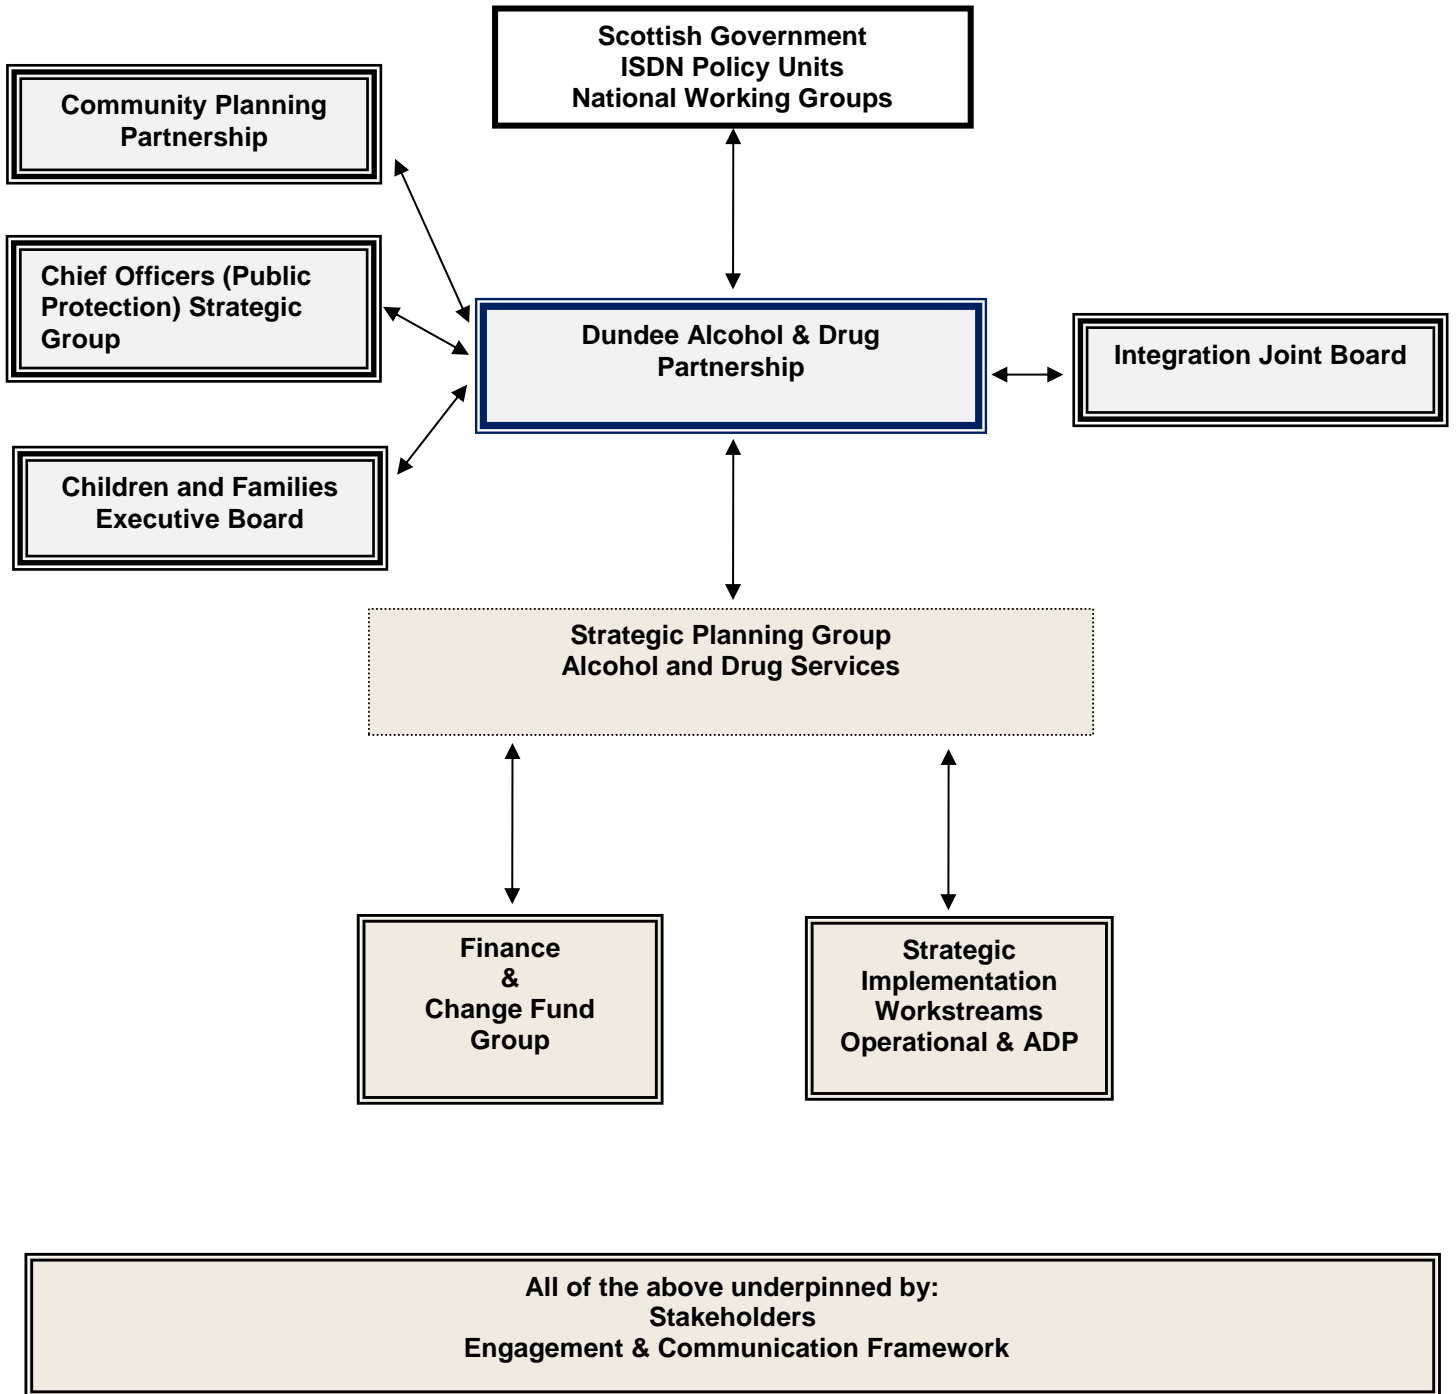 Scottish Government
ISDN Policy Units
National Working Groups
Community Planning
Partnership
Chief Officers (Public
Protection) Strategic
Group
Dundee Alcohol & Drug
Partnership
Integration Joint Board
Children and Families
Executive Board
Strategic Planning Group
Alcohol and Drug Services
Finance
&
Change Fund
Group
Strategic
Implementation
Workstreams
Operational & ADP
All of the above underpinned by:
Stakeholders
Engagement & Communication Framework